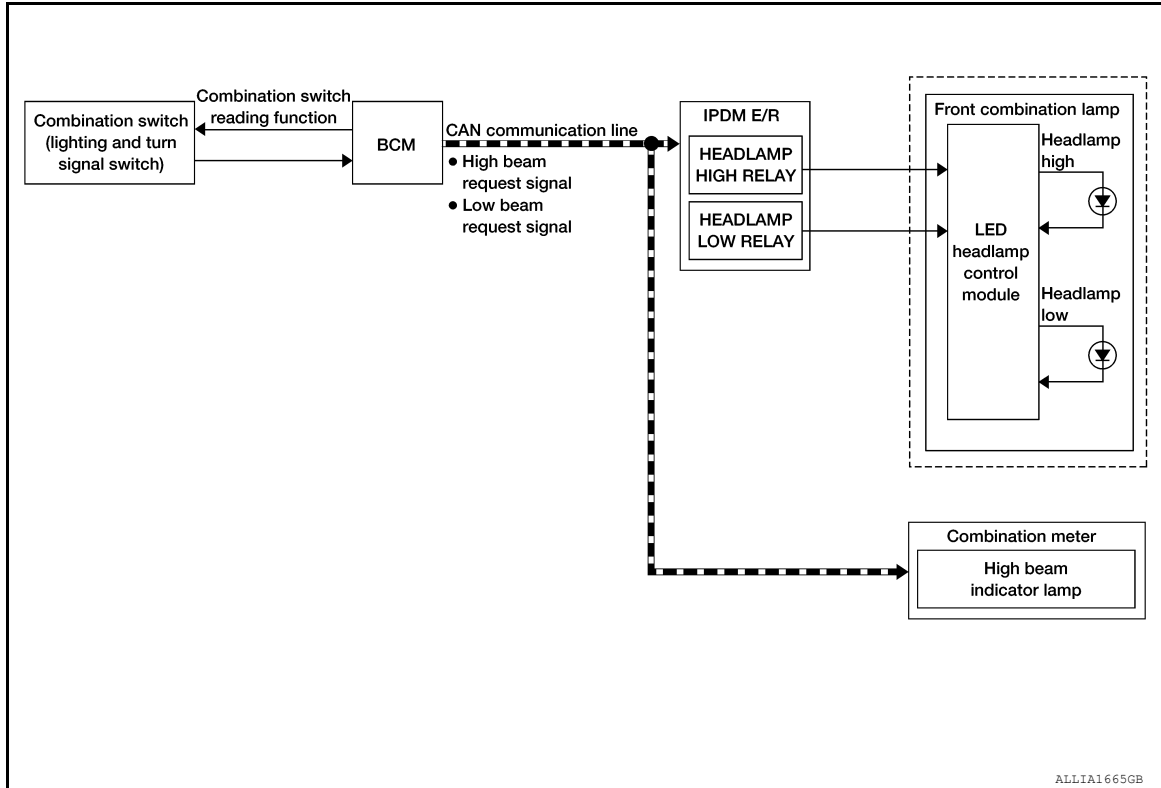 Combination switch
(lighting and turn
signal switch)
Combination switch
reading function
BCM
CAN communication line
● High beam
request signal
● Low beam
request signal
IPDM E/R
HEADLAMP
HIGH RELAY
HEADLAMP
LOW RELAY
Front combination lamp
LED
headlamp
control
module
Headlamp
high
Headlamp
low
Combination meter
High beam
indicator lamp
ALLIA1665GB